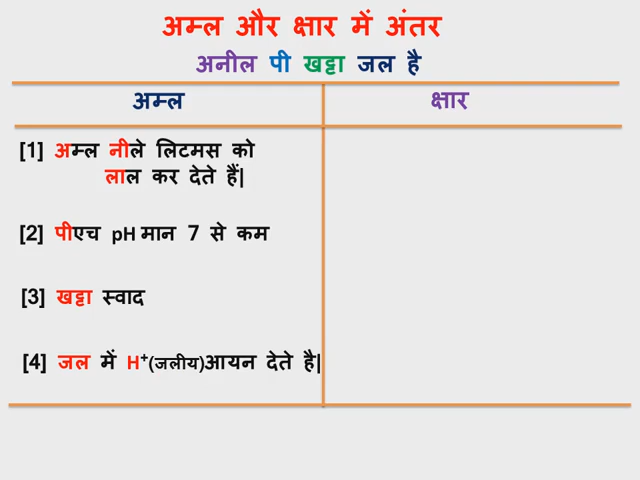 अम्ल और क्षार में अंतर
अनील पी खट्टा जल है
अम्ल
क्षार
[1] अम्ल नीले लिटमस को
लाल कर देते हैं|
[2] पीएच pH मान 7 से कम
[3] खट्टा स्वाद
[4] जल में H⁺(जलीय)आयन देते है|